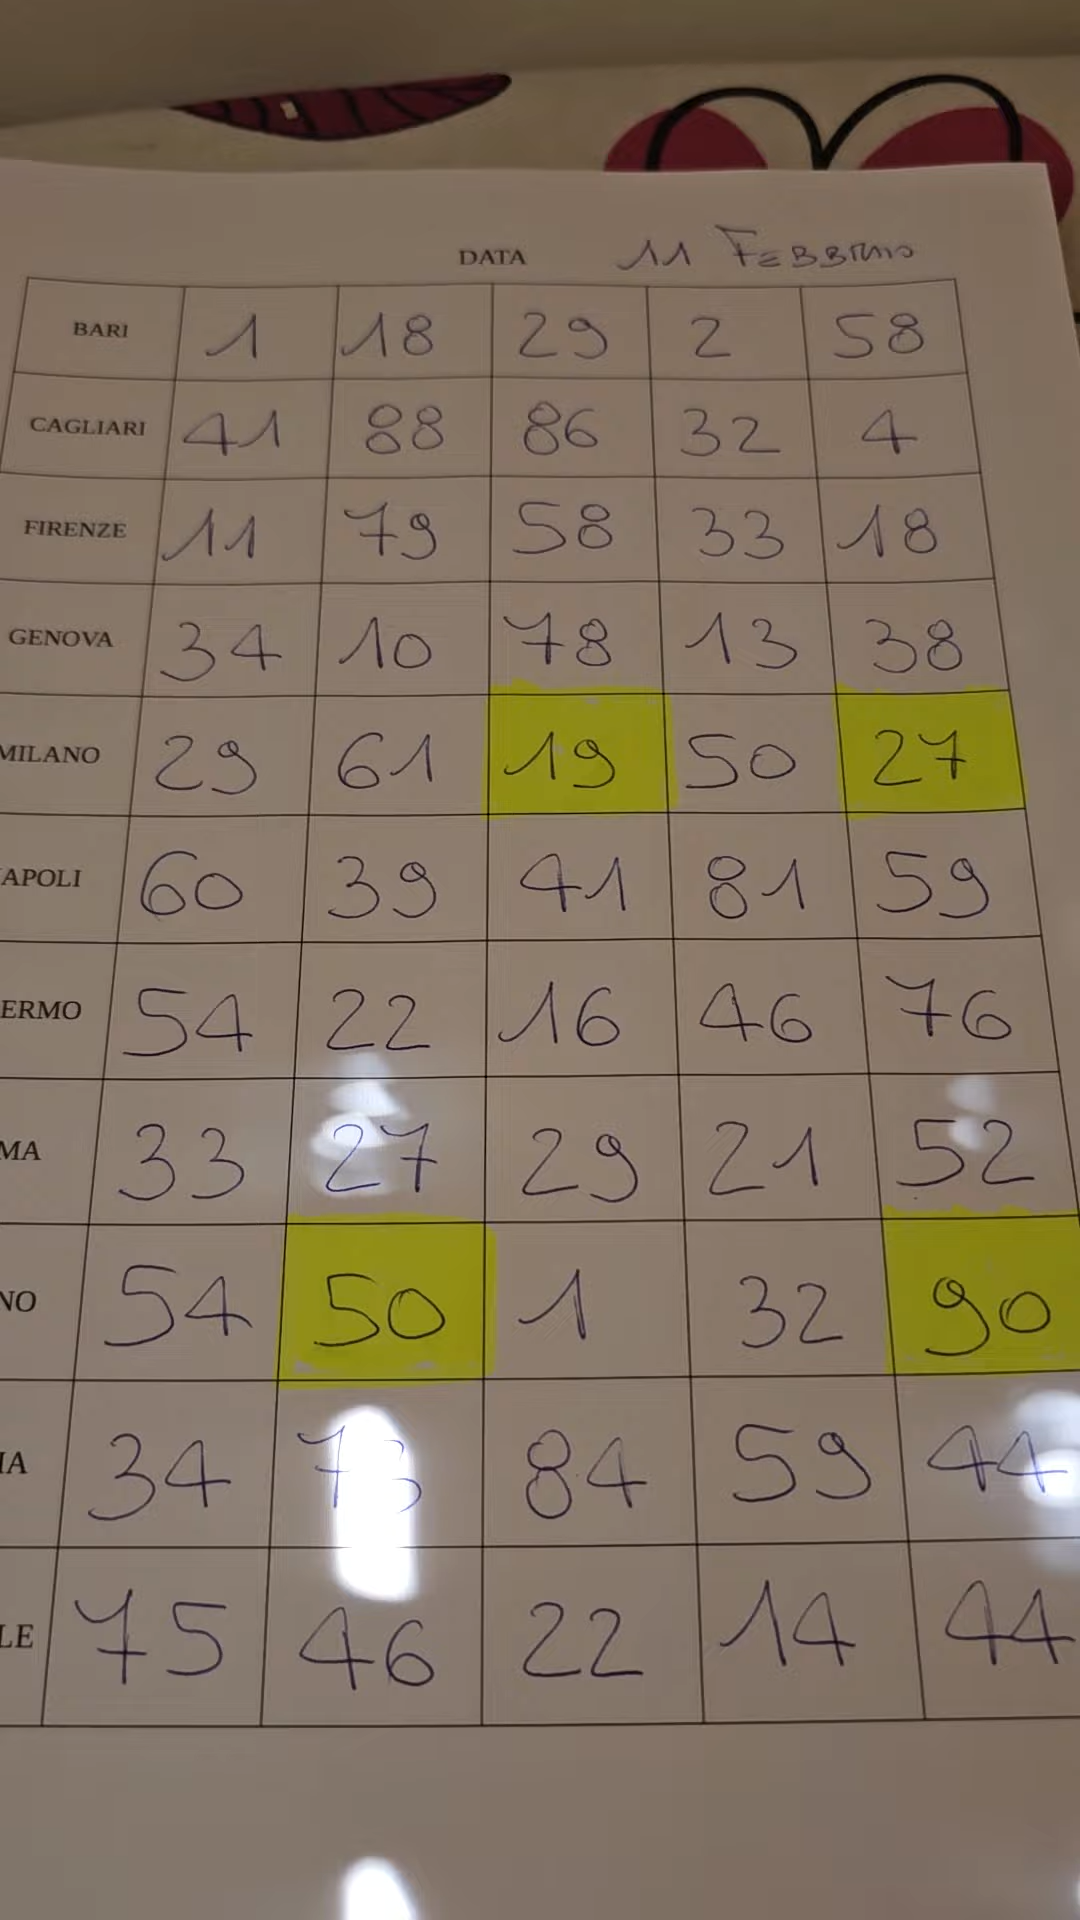 DATA 11 FEBBRAIO
BARI 1 18 29 2 58
CAGLIARI 41 88 86 32 4
FIRENZE 11 79 58 33 18
GENOVA 34 10 78 13 38
MILANO 29 61 19 50 27
APOLI 60 39 41 81 59
ERMO 54 22 16 46 76
MA 33 27 29 21 52
NO 54 50 1 32 90
IA 34 73 84 59 44
LE 75 46 22 14 44